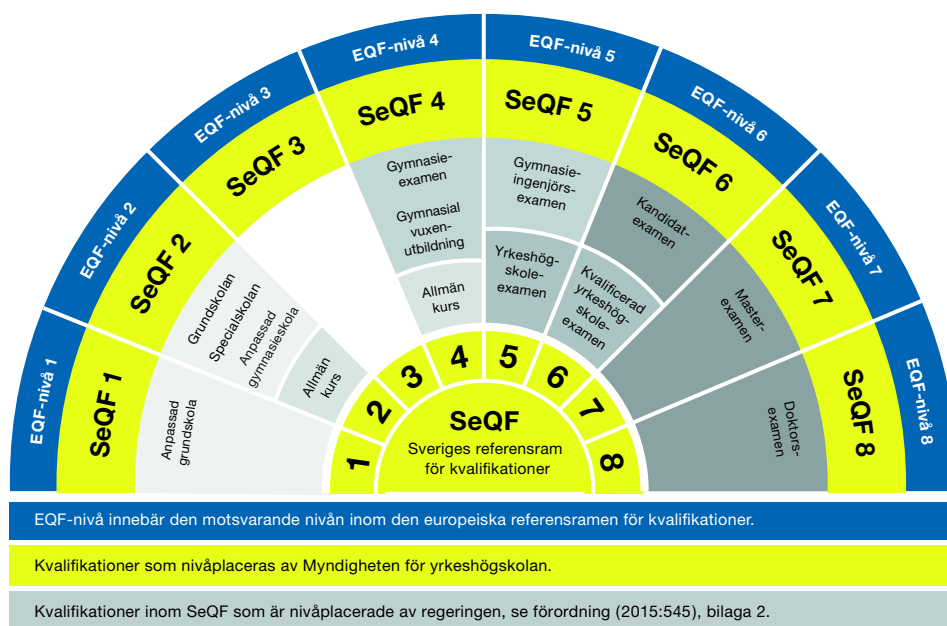 EQF-nivå 1
EQF-nivå 2
EQF-nivå 3
EQF-nivå 4
EQF-nivå 5
EQF-nivå 6
EQF-nivå 7
EQF-nivå 8
SeQF 1
SeQF 2
SeQF 3
SeQF 4
SeQF 5
SeQF 6
SeQF 7
SeQF 8
Anpassad
grundskola
Grundskolan
Specialskolan
Anpassad
gymnasieskola
Allmän
kurs
Gymnasie-
examen
Gymnasial
vuxen-
utbildning
Allmän
kurs
Gymnasie-
ingenjörs-
examen
Yrkeshög-
skole-
examen
Kandidat-
examen
Kvalificerad
yrkeshög-
skole-
examen
Master-
examen
Doktors-
examen
1
2
3
4
5
6
7
8
SeQF
Sveriges referensram
för kvalifikationer
EQF-nivå innebär den motsvarande nivån inom den europeiska referensramen för kvalifikationer.
Kvalifikationer som nivåplaceras av Myndigheten för yrkeshögskolan.
Kvalifikationer inom SeQF som är nivåplacerade av regeringen, se förordning (2015:545), bilaga 2.